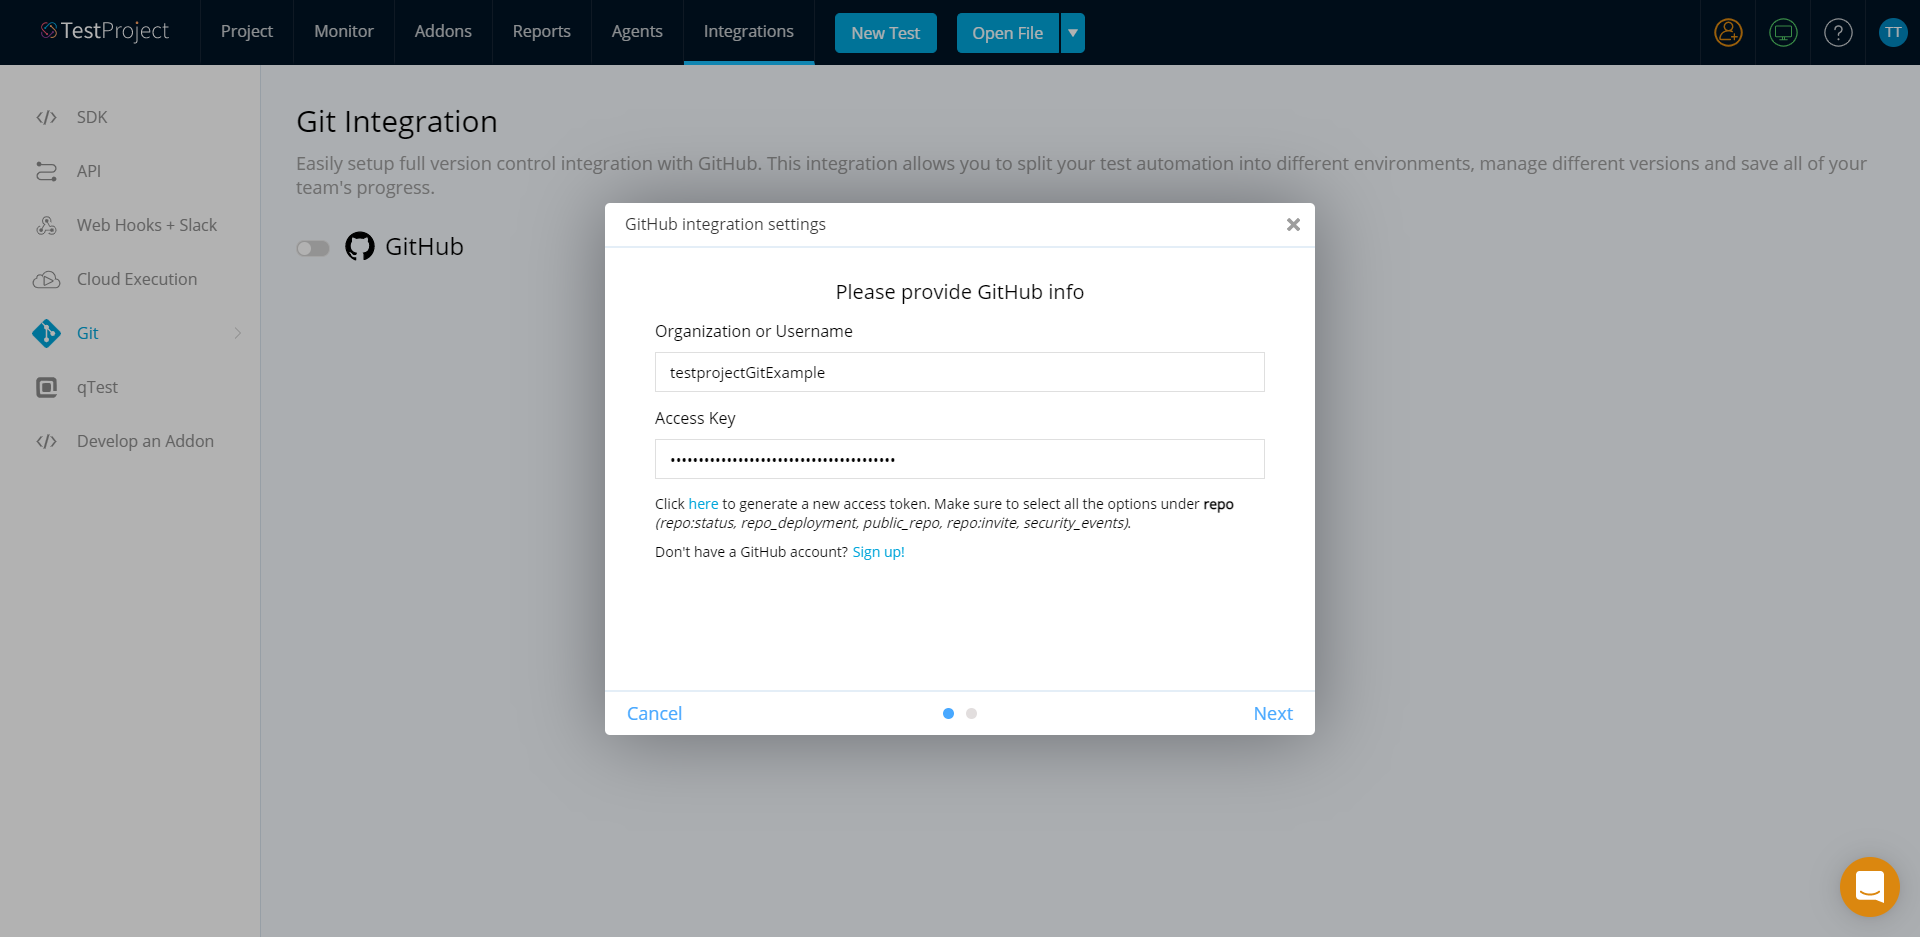 TestProject
Project
Monitor
Addons
Reports
Agents
Integrations
New Test
Open File
TT
SDK
API
Web Hooks + Slack
Cloud Execution
Git
qTest
Develop an Addon
Git Integration
Easily setup full version control integration with GitHub. This integration allows you to split your test automation into different environments, manage different versions and save all of your
team's progress.
GitHub
GitHub integration settings
Please provide GitHub info
Organization or Username
testprojectGitExample
Access Key
Click here to generate a new access token. Make sure to select all the options under repo
(repo:status, repo_deployment, public_repo, repo:invite, security_events).
Don't have a GitHub account? Sign up!
Cancel
Next